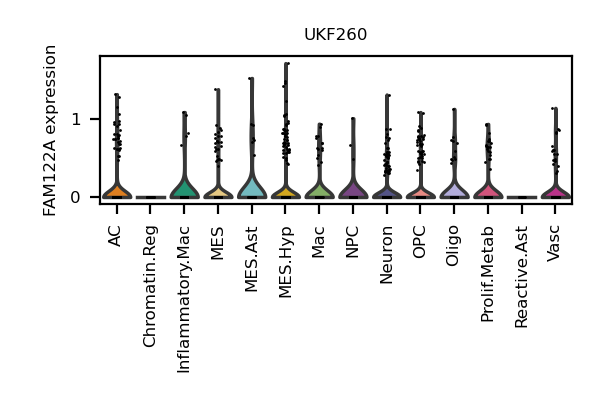 UKF260
FAM122A expression
1
0
AC
Chromatin.Reg
Inflammatory.Mac
MES
MES.Ast
MES.Hyp
Mac
NPC
Neuron
OPC
Oligo
Prolif.Metab
Reactive.Ast
Vasc